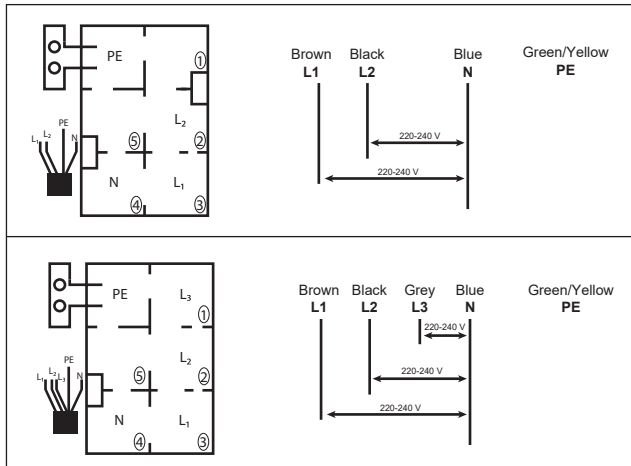 PE
①
L₂
⑤ ②
N L₁
④ ③
L₁ L₂ PE N
Brown Black Blue Green/Yellow
L1 L2 N PE
220-240 V
220-240 V
PE L₃
①
L₂
⑤ ②
N L₁
④ ③
L₁ L₂ L₃ PE N
Brown Black Grey Blue Green/Yellow
L1 L2 L3 N PE
220-240 V
220-240 V
220-240 V